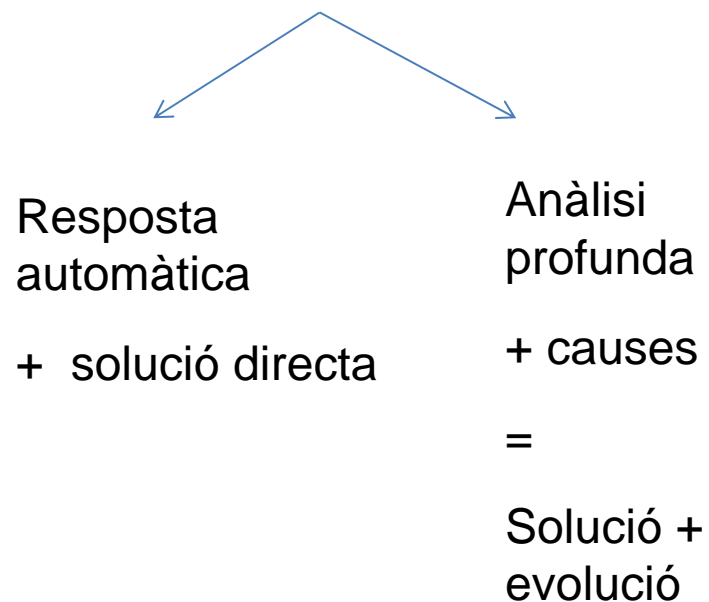 Resposta
automàtica
+ solució directa
Anàlisi
profunda
+ causes
=
Solució +
evolució